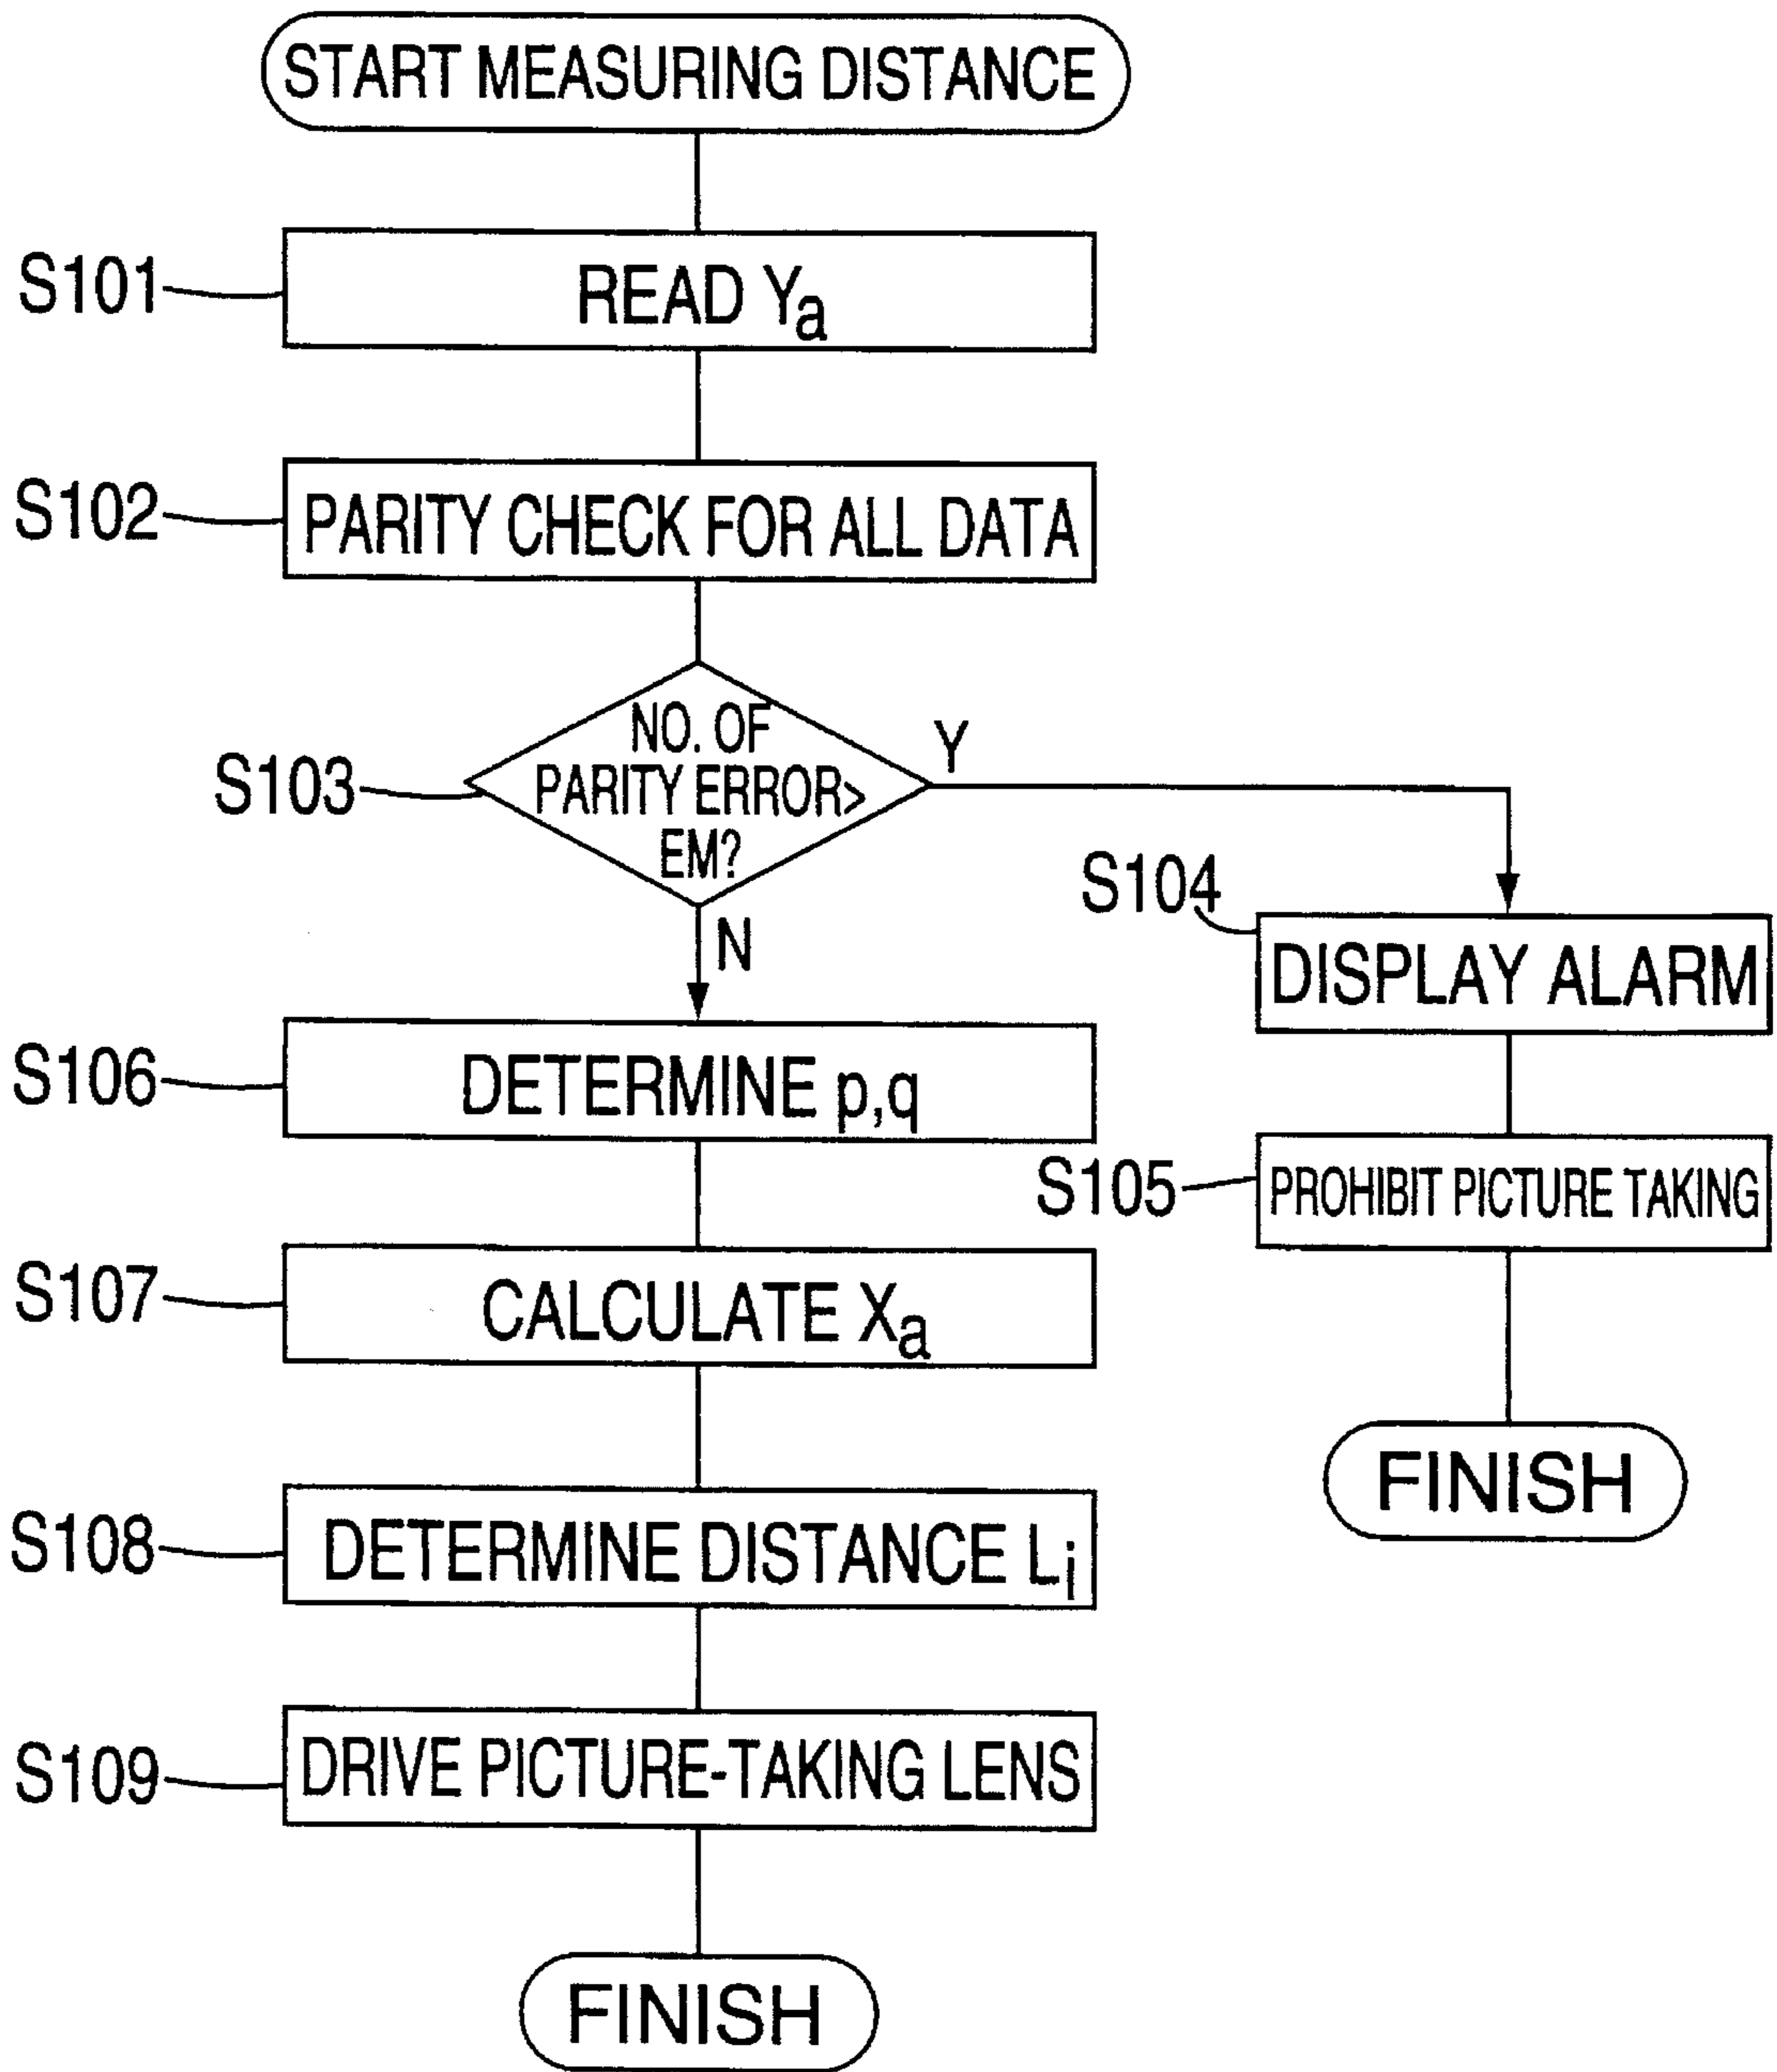 START MEASURING DISTANCE
S101
READ Ya
S102
PARITY CHECK FOR ALL DATA
S103
NO. OF
PARITY ERROR>
EM?
Y
N
S104
DISPLAY ALARM
S105
PROHIBIT PICTURE TAKING
FINISH
S106
DETERMINE p,q
S107
CALCULATE Xa
S108
DETERMINE DISTANCE Li
S109
DRIVE PICTURE-TAKING LENS
FINISH